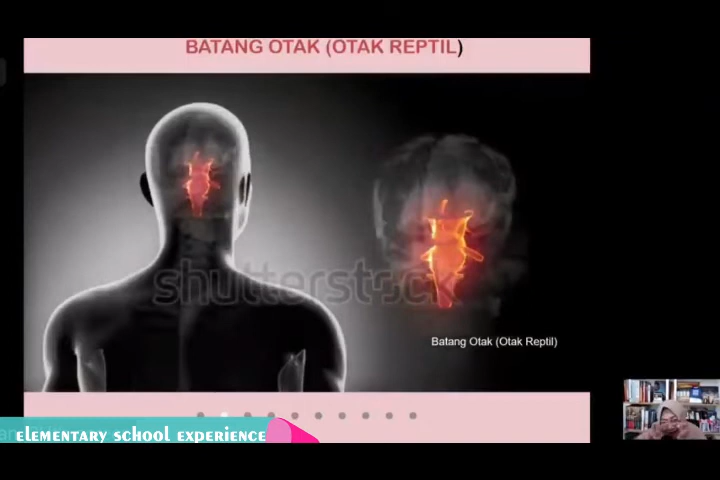 BATANG OTAK (OTAK REPTIL)
shutterstock
Batang Otak (Otak Reptil)
ELEMENTARY SCHOOL EXPERIENCE